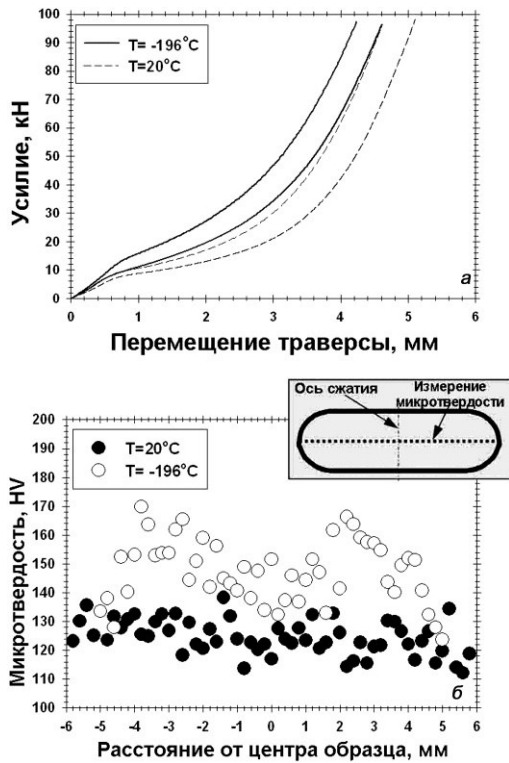 100
90
80
70
60
50
40
30
20
10
0
Усилие, кН
T= -196°C
T=20°C
а
0 1 2 3 4 5 6
Перемещение траверсы, мм
Ось сжатия
Измерение
микротвердости
200
190
180
170
160
150
140
130
120
110
100
Микротвердость, HV
T=20°C
T= -196°C
б
-6 -5 -4 -3 -2 -1 0 1 2 3 4 5 6
Расстояние от центра образца, мм